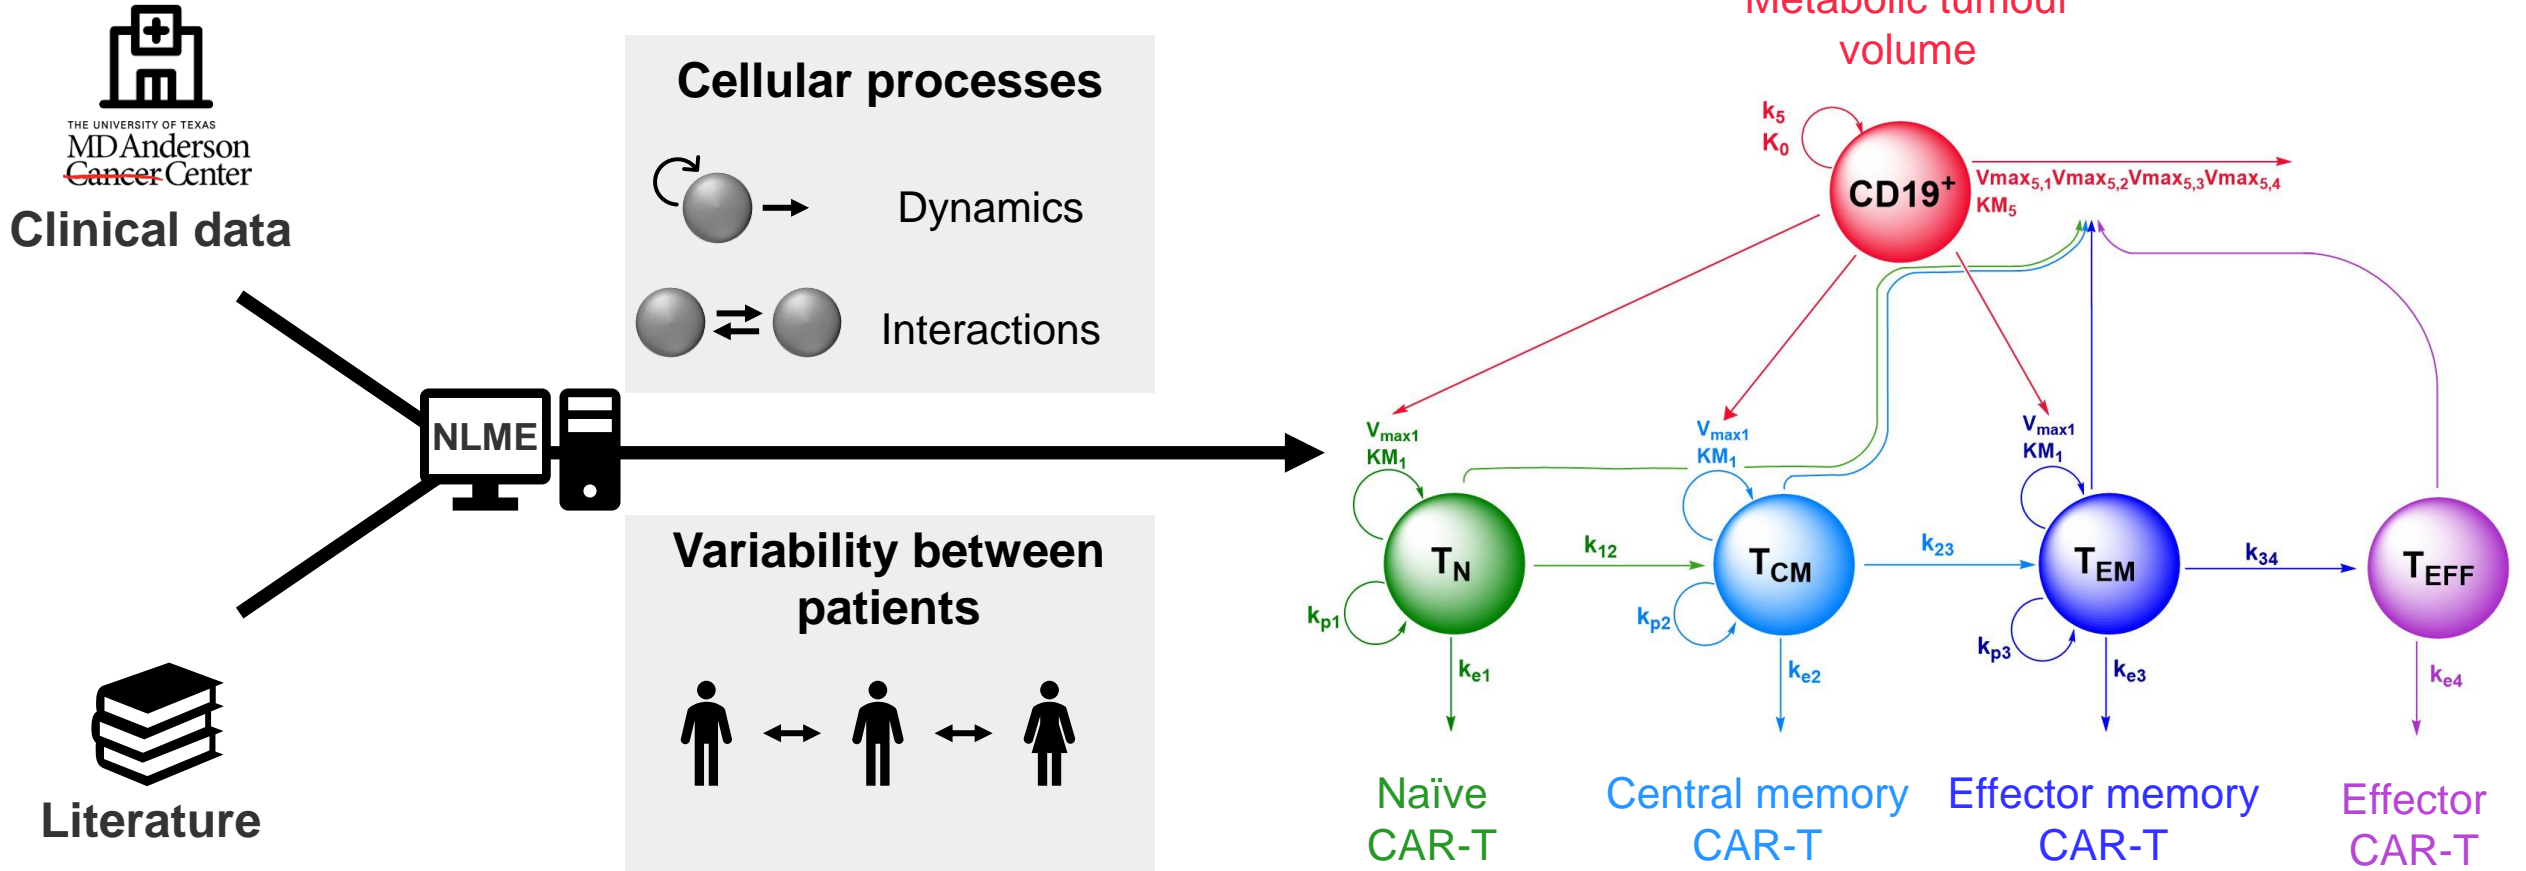 THE UNIVERSITY OF TEXAS
MD Anderson
Cancer Center
Clinical data
Literature
NLME
Cellular processes
Dynamics
Interactions
Variability between
patients
Metabolic tumour
volume
k5
K0
CD19+
Vmax5,1Vmax5,2Vmax5,3Vmax5,4
KM5
Vmax1
KM1
Vmax1
KM1
Vmax1
KM1
TN
k12
TCM
k23
TEM
k34
TEFF
kp1
kp2
kp3
ke1
ke2
ke3
ke4
Naïve
CAR-T
Central memory
CAR-T
Effector memory
CAR-T
Effector
CAR-T